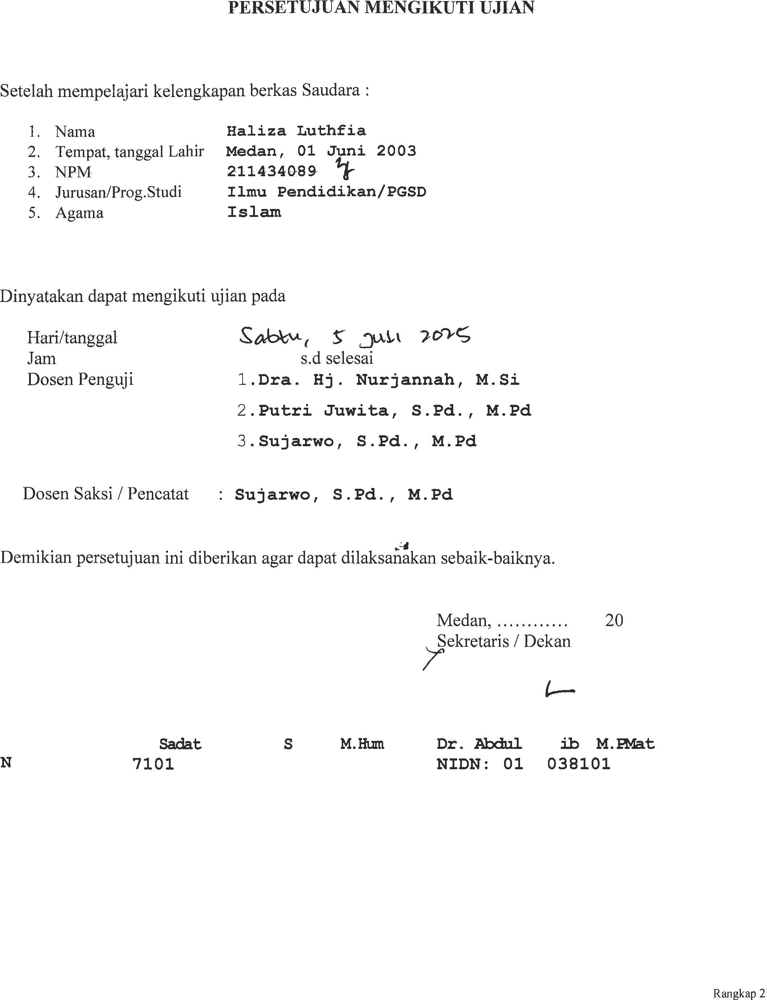 PERSETUJUAN MENGIKUTI UJIAN
Setelah mempelajari kelengkapan berkas Saudara :
1. Nama Haliza Luthfia
2. Tempat, tanggal Lahir Medan, 01 Juni 2003
3. NPM 211434089
4. Jurusan/Prog.Studi Ilmu Pendidikan/PGSD
5. Agama Islam
Dinyatakan dapat mengikuti ujian pada
Hari/tanggal Sabtu, 5 Juli 2025
Jam s.d selesai
Dosen Penguji 1.Dra. Hj. Nurjannah, M.Si
2.Putri Juwita, S.Pd., M.Pd
3.Sujarwo, S.Pd., M.Pd
Dosen Saksi / Pencatat : Sujarwo, S.Pd., M.Pd
Demikian persetujuan ini diberikan agar dapat dilaksanakan sebaik-baiknya.
Medan, ............ 20
Sekretaris / Dekan
Sadat S M.Hum Dr. Abdul ib M.PMat
N 7101 NIDN: 01 038101
Rangkap 2